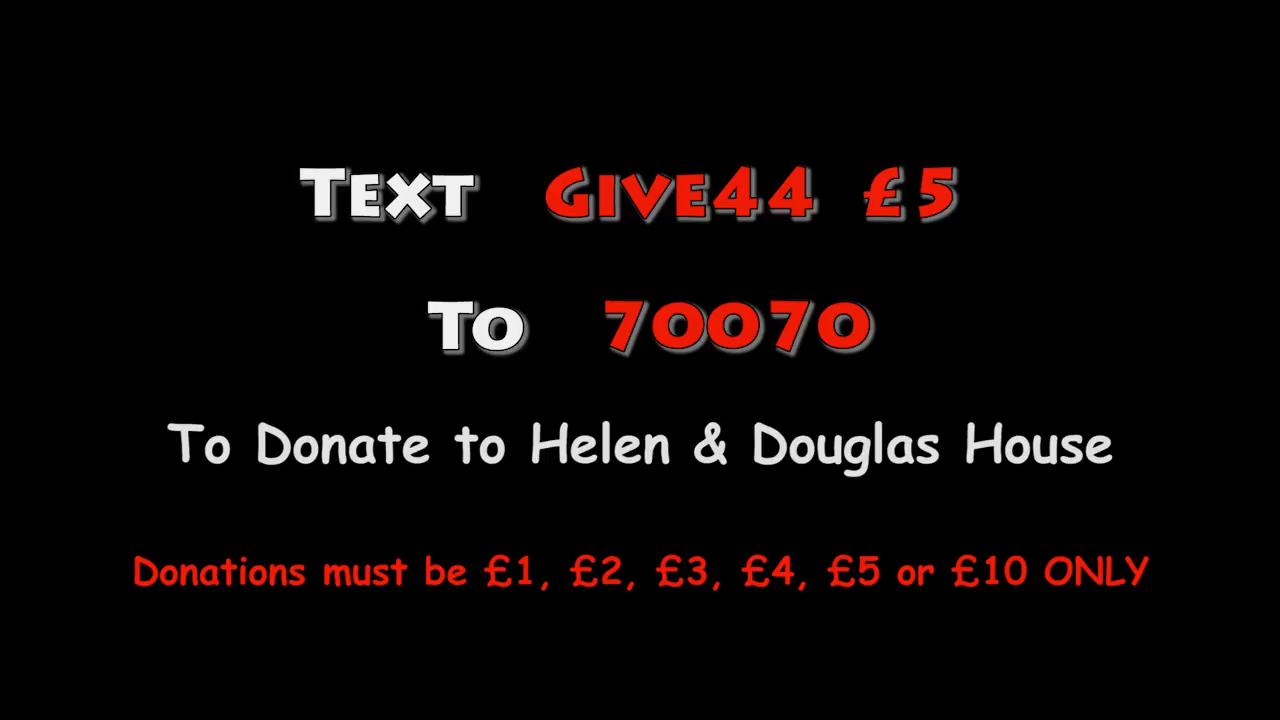 Text Give44 £5
To 70070
To Donate to Helen & Douglas House
Donations must be £1, £2, £3, £4, £5 or £10 ONLY